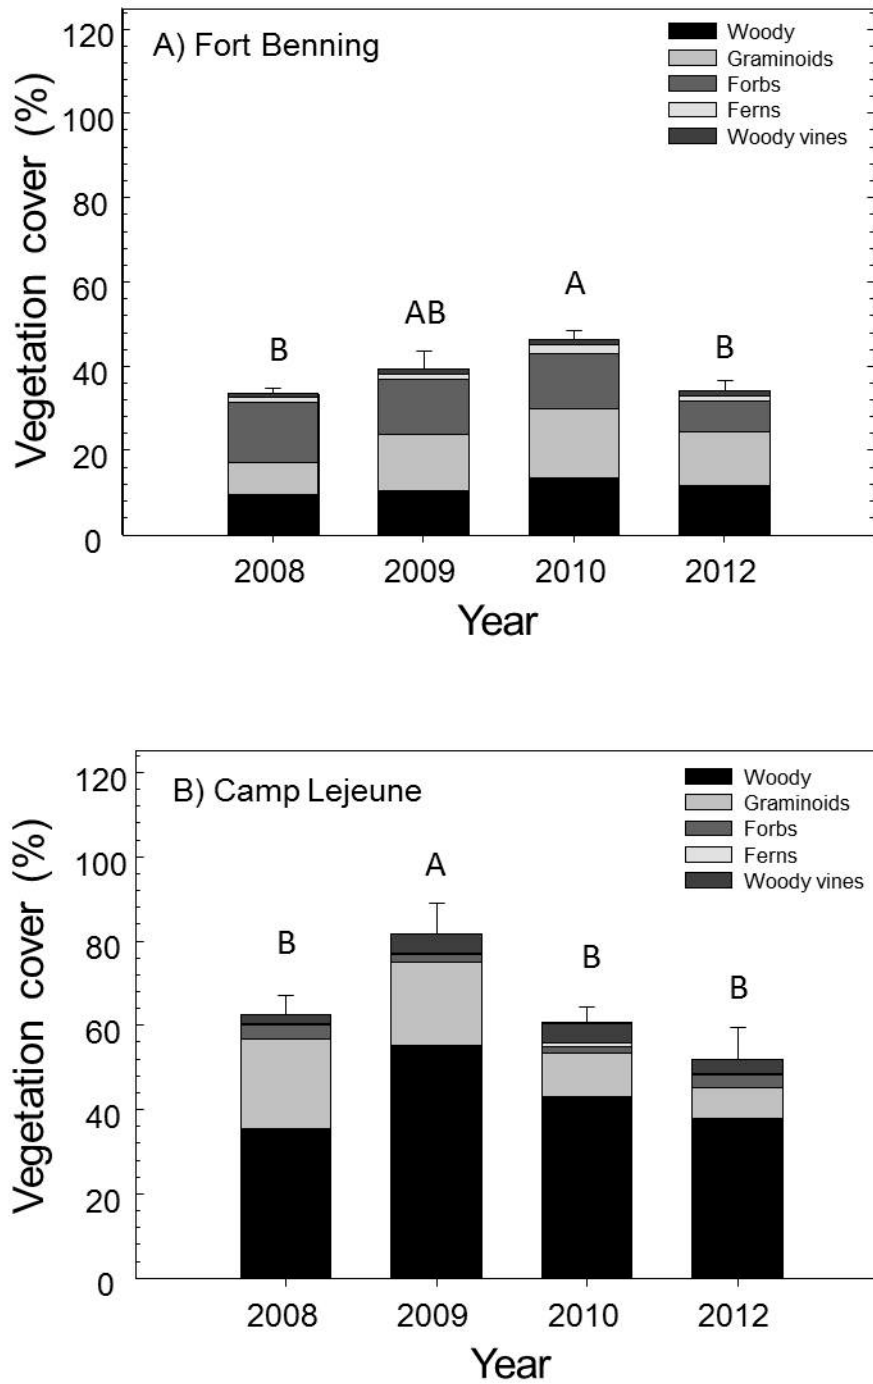 A) Fort Benning
Woody
Graminoids
Forbs
Ferns
Woody vines
Vegetation cover (%)
120
100
80
60
40
20
0
B
AB
A
B
2008
2009
2010
2012
Year
B) Camp Lejeune
Woody
Graminoids
Forbs
Ferns
Woody vines
Vegetation cover (%)
120
100
80
60
40
20
0
B
A
B
B
2008
2009
2010
2012
Year